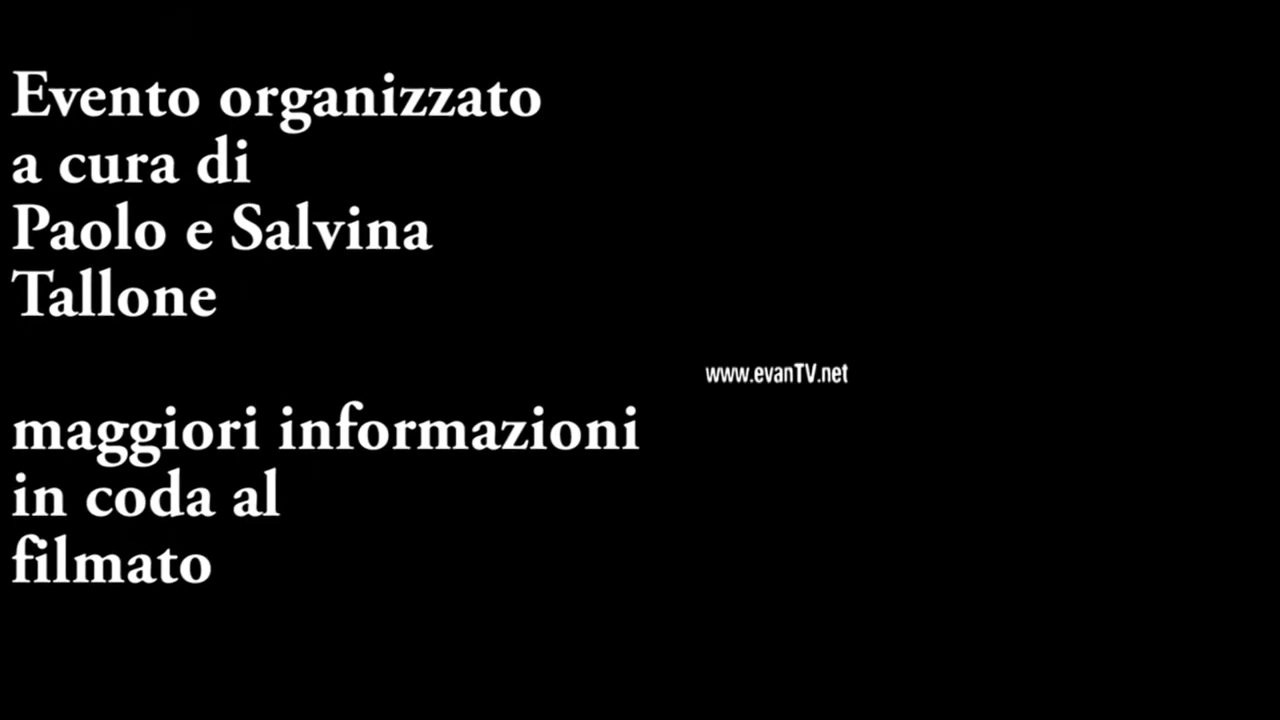 Evento organizzato
a cura di
Paolo e Salvina
Tallone
www.evanTV.net
maggiori informazioni
in coda al
filmato